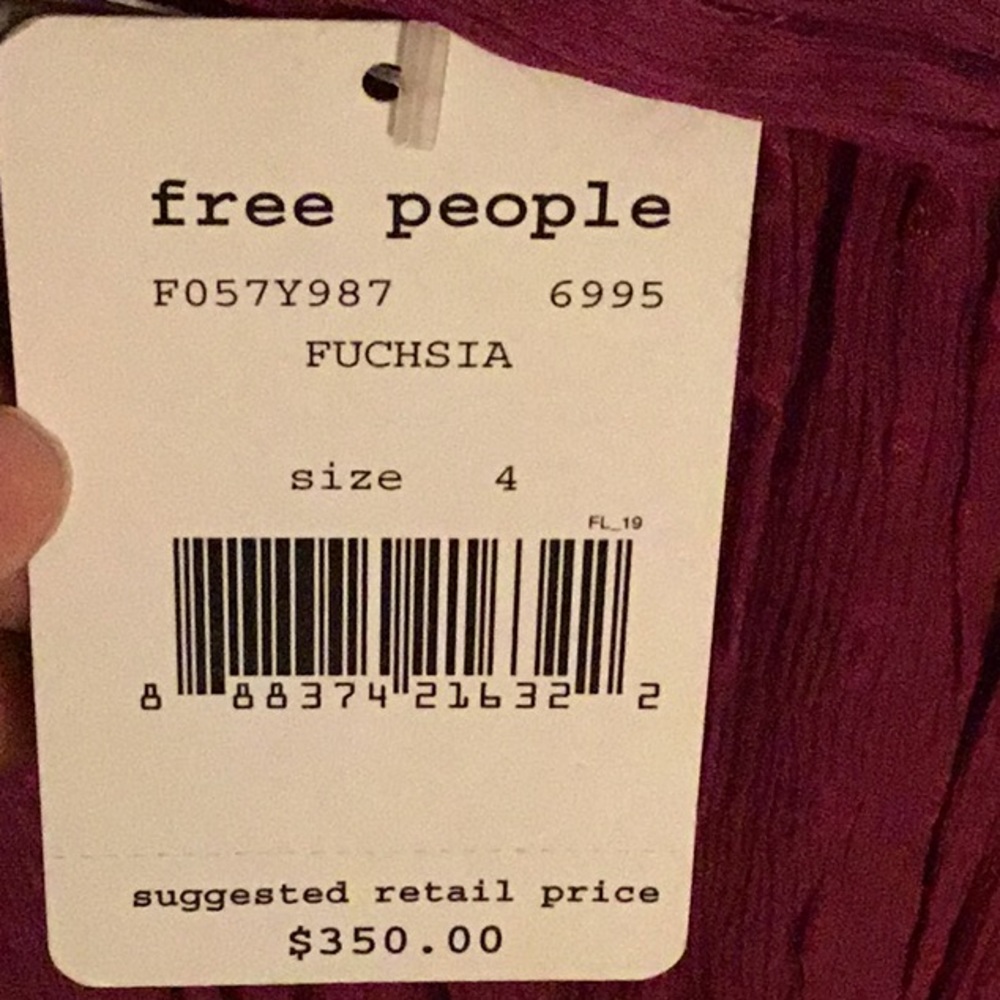 free people
F057Y987 6995
FUCHSIA
size 4
FL_19
8 88374 21632 2
suggested retail price
$350.00